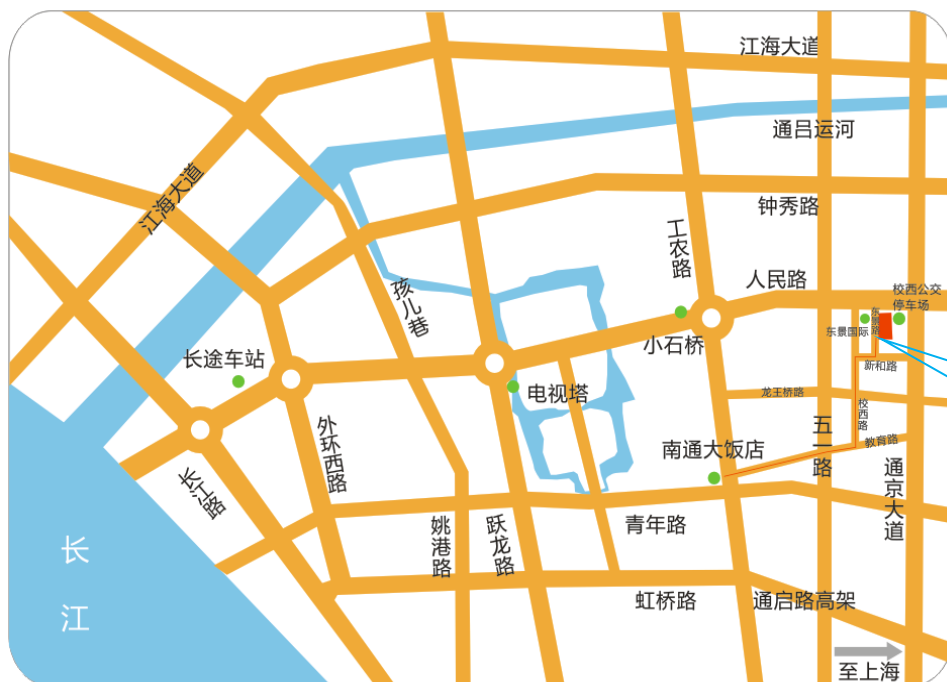 江海大道
通吕运河
江海大道
钟秀路
工农路
人民路
孩儿巷
校西公交
停车场
东景路
东景国际
小石桥
长途车站
新和路
电视塔
龙王桥路
校西路
外环西路
五一路
教育路
南通大饭店
长江路
通京大道
姚港路
跃龙路
青年路
长江
虹桥路
通启路高架
至上海